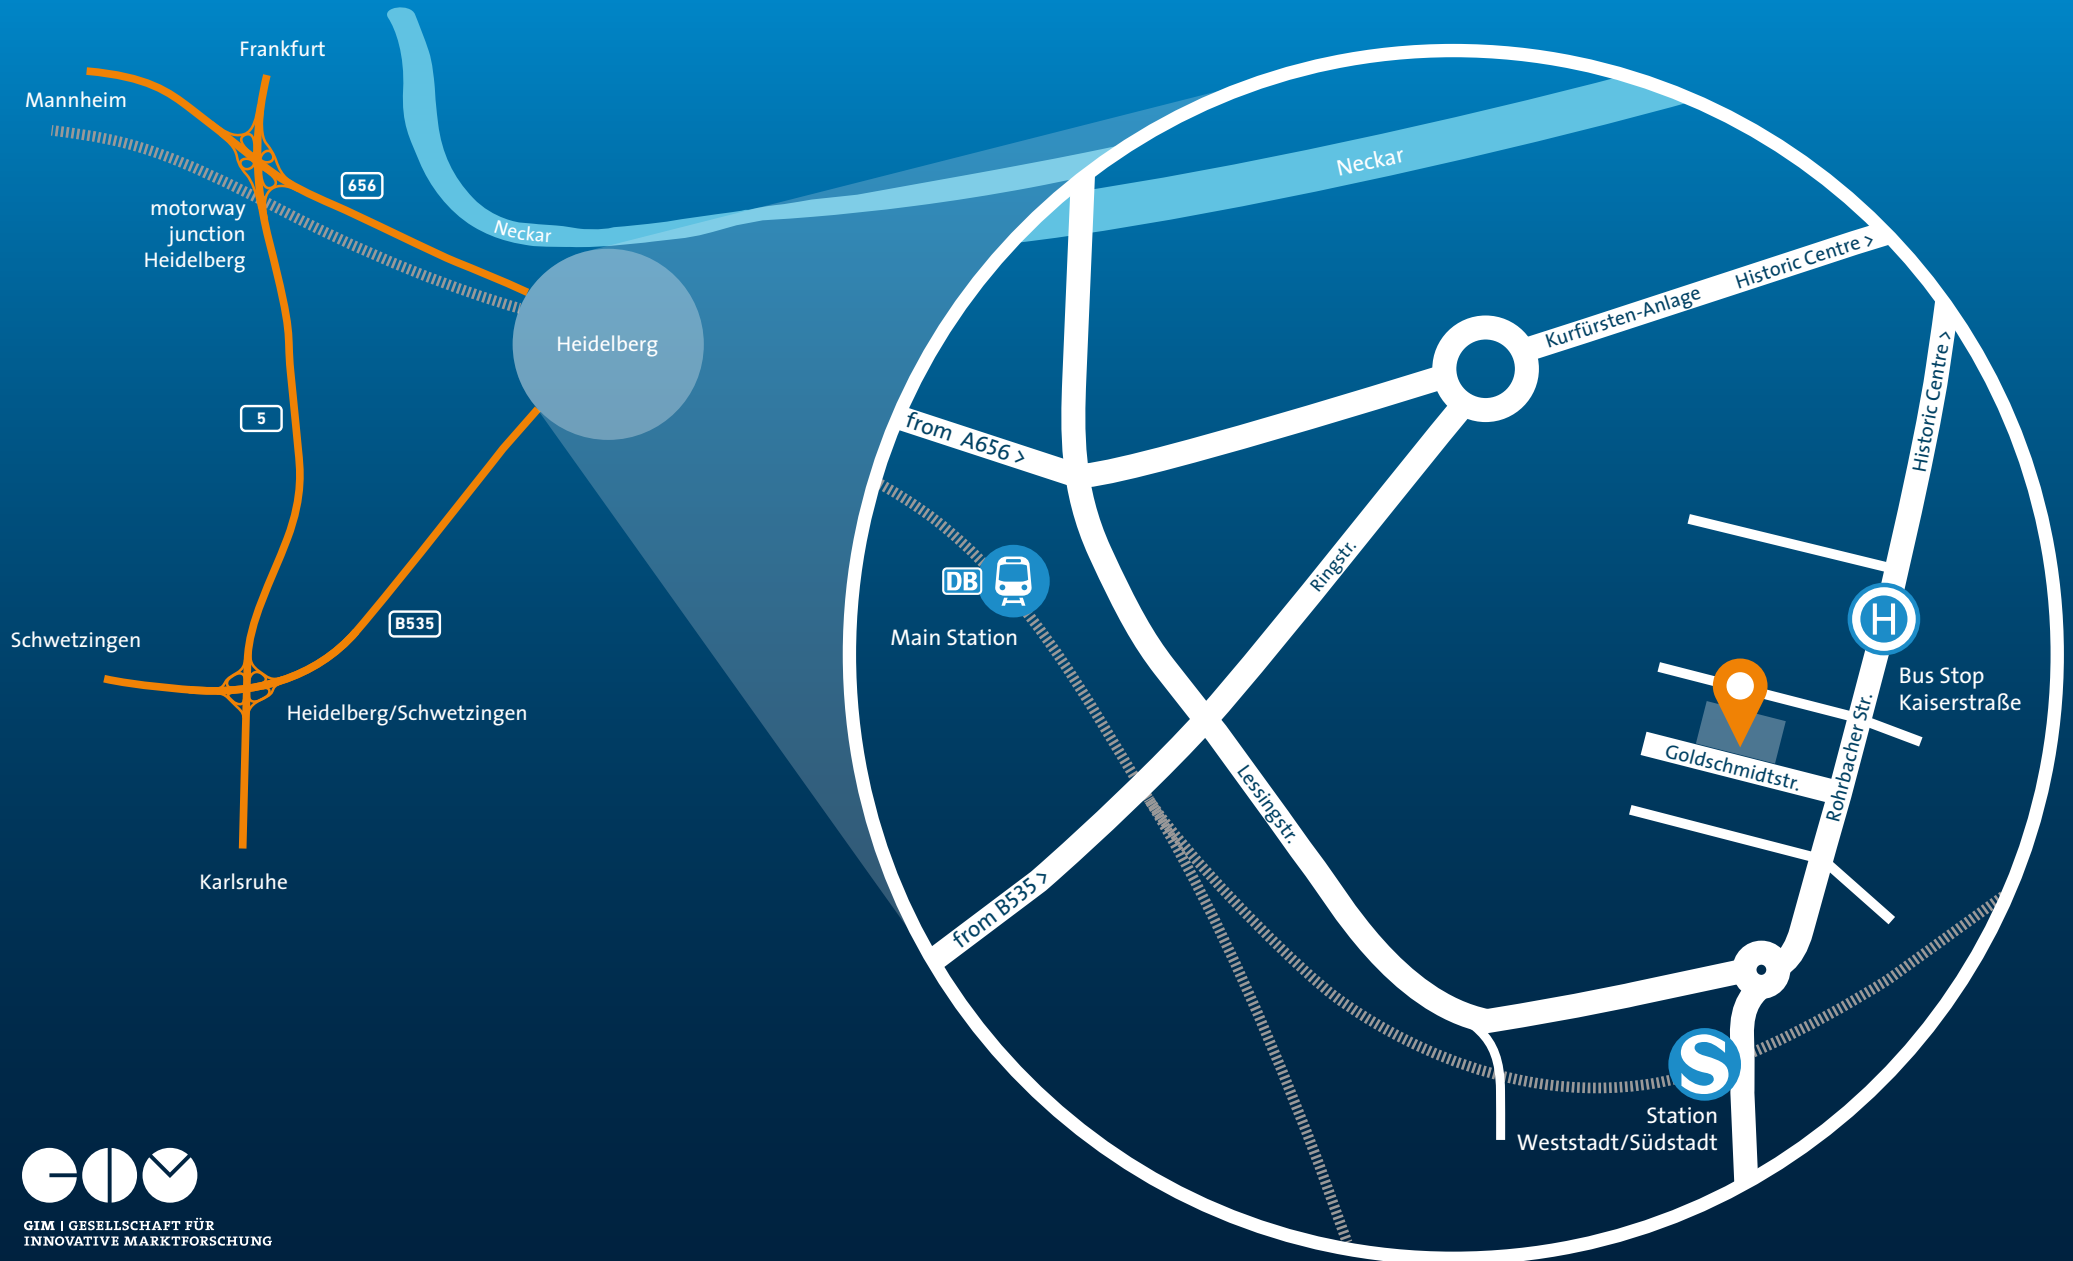 Frankfurt
Mannheim
656
motorway
junction
Heidelberg
Neckar
Heidelberg
5
B535
Schwetzingen
Heidelberg/Schwetzingen
Karlsruhe
GIM | GESELLSCHAFT FÜR
INNOVATIVE MARKTFORSCHUNG
Neckar
Kurfürsten-Anlage Historic Centre >
Historic Centre >
from A656 >
DB
Main Station
Ringstr.
H
Bus Stop
Kaiserstraße
Rohrbacher Str.
Goldschmidtstr.
Lessingstr.
from B535 >
S
Station
Weststadt/Südstadt